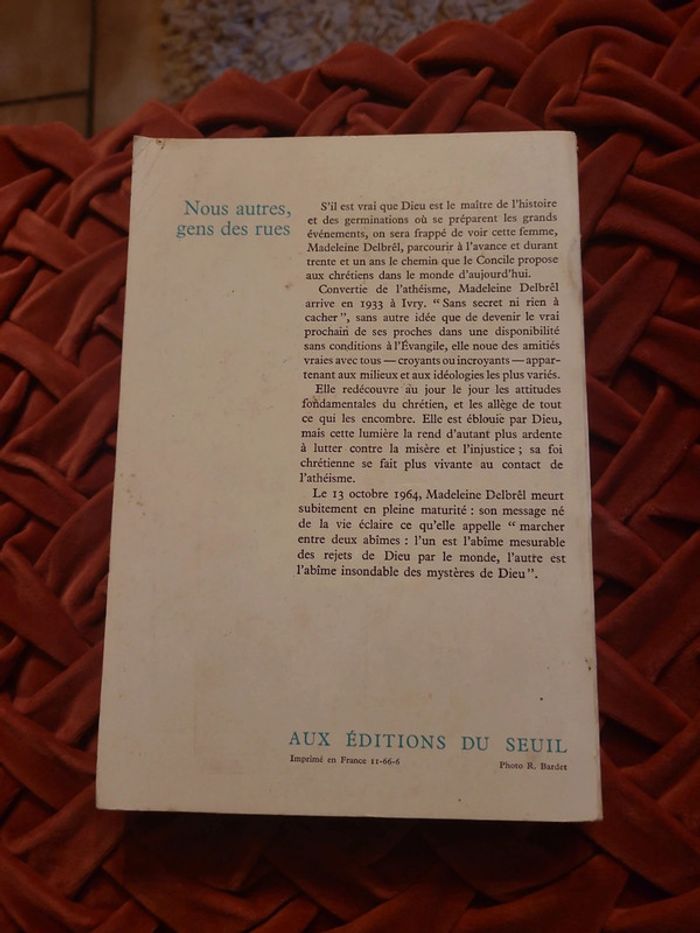 Nous autres,
gens des rues
S'il est vrai que Dieu est le maître de l'histoire
et des germinations où se préparent les grands
événements, on sera frappé de voir cette femme,
Madeleine Delbrêl, parcourir à l'avance et durant
trente et un ans le chemin que le Concile propose
aux chrétiens dans le monde d'aujourd'hui.
Convertie de l'athéisme, Madeleine Delbrêl
arrive en 1933 à Ivry. “Sans secret ni rien à
cacher”, sans autre idée que de devenir le vrai
prochain de ses proches dans une disponibilité
sans conditions à l'Évangile, elle noue des amitiés
vraies avec tous — croyants ou incroyants — appar-
tenant aux milieux et aux idéologies les plus variés.
Elle redécouvre au jour le jour les attitudes
fondamentales du chrétien, et les allège de tout
ce qui les encombre. Elle est éblouie par Dieu,
mais cette lumière la rend d'autant plus ardente
à lutter contre la misère et l'injustice ; sa foi
chrétienne se fait plus vivante au contact de
l'athéisme.
Le 13 octobre 1964, Madeleine Delbrêl meurt
subitement en pleine maturité : son message né
de la vie éclaire ce qu'elle appelle “ marcher
entre deux abîmes : l'un est l'abîme mesurable
des rejets de Dieu par le monde, l'autre est
l'abîme insondable des mystères de Dieu”.
AUX ÉDITIONS DU SEUIL
Imprimé en France 11-66-6
Photo R. Bardet